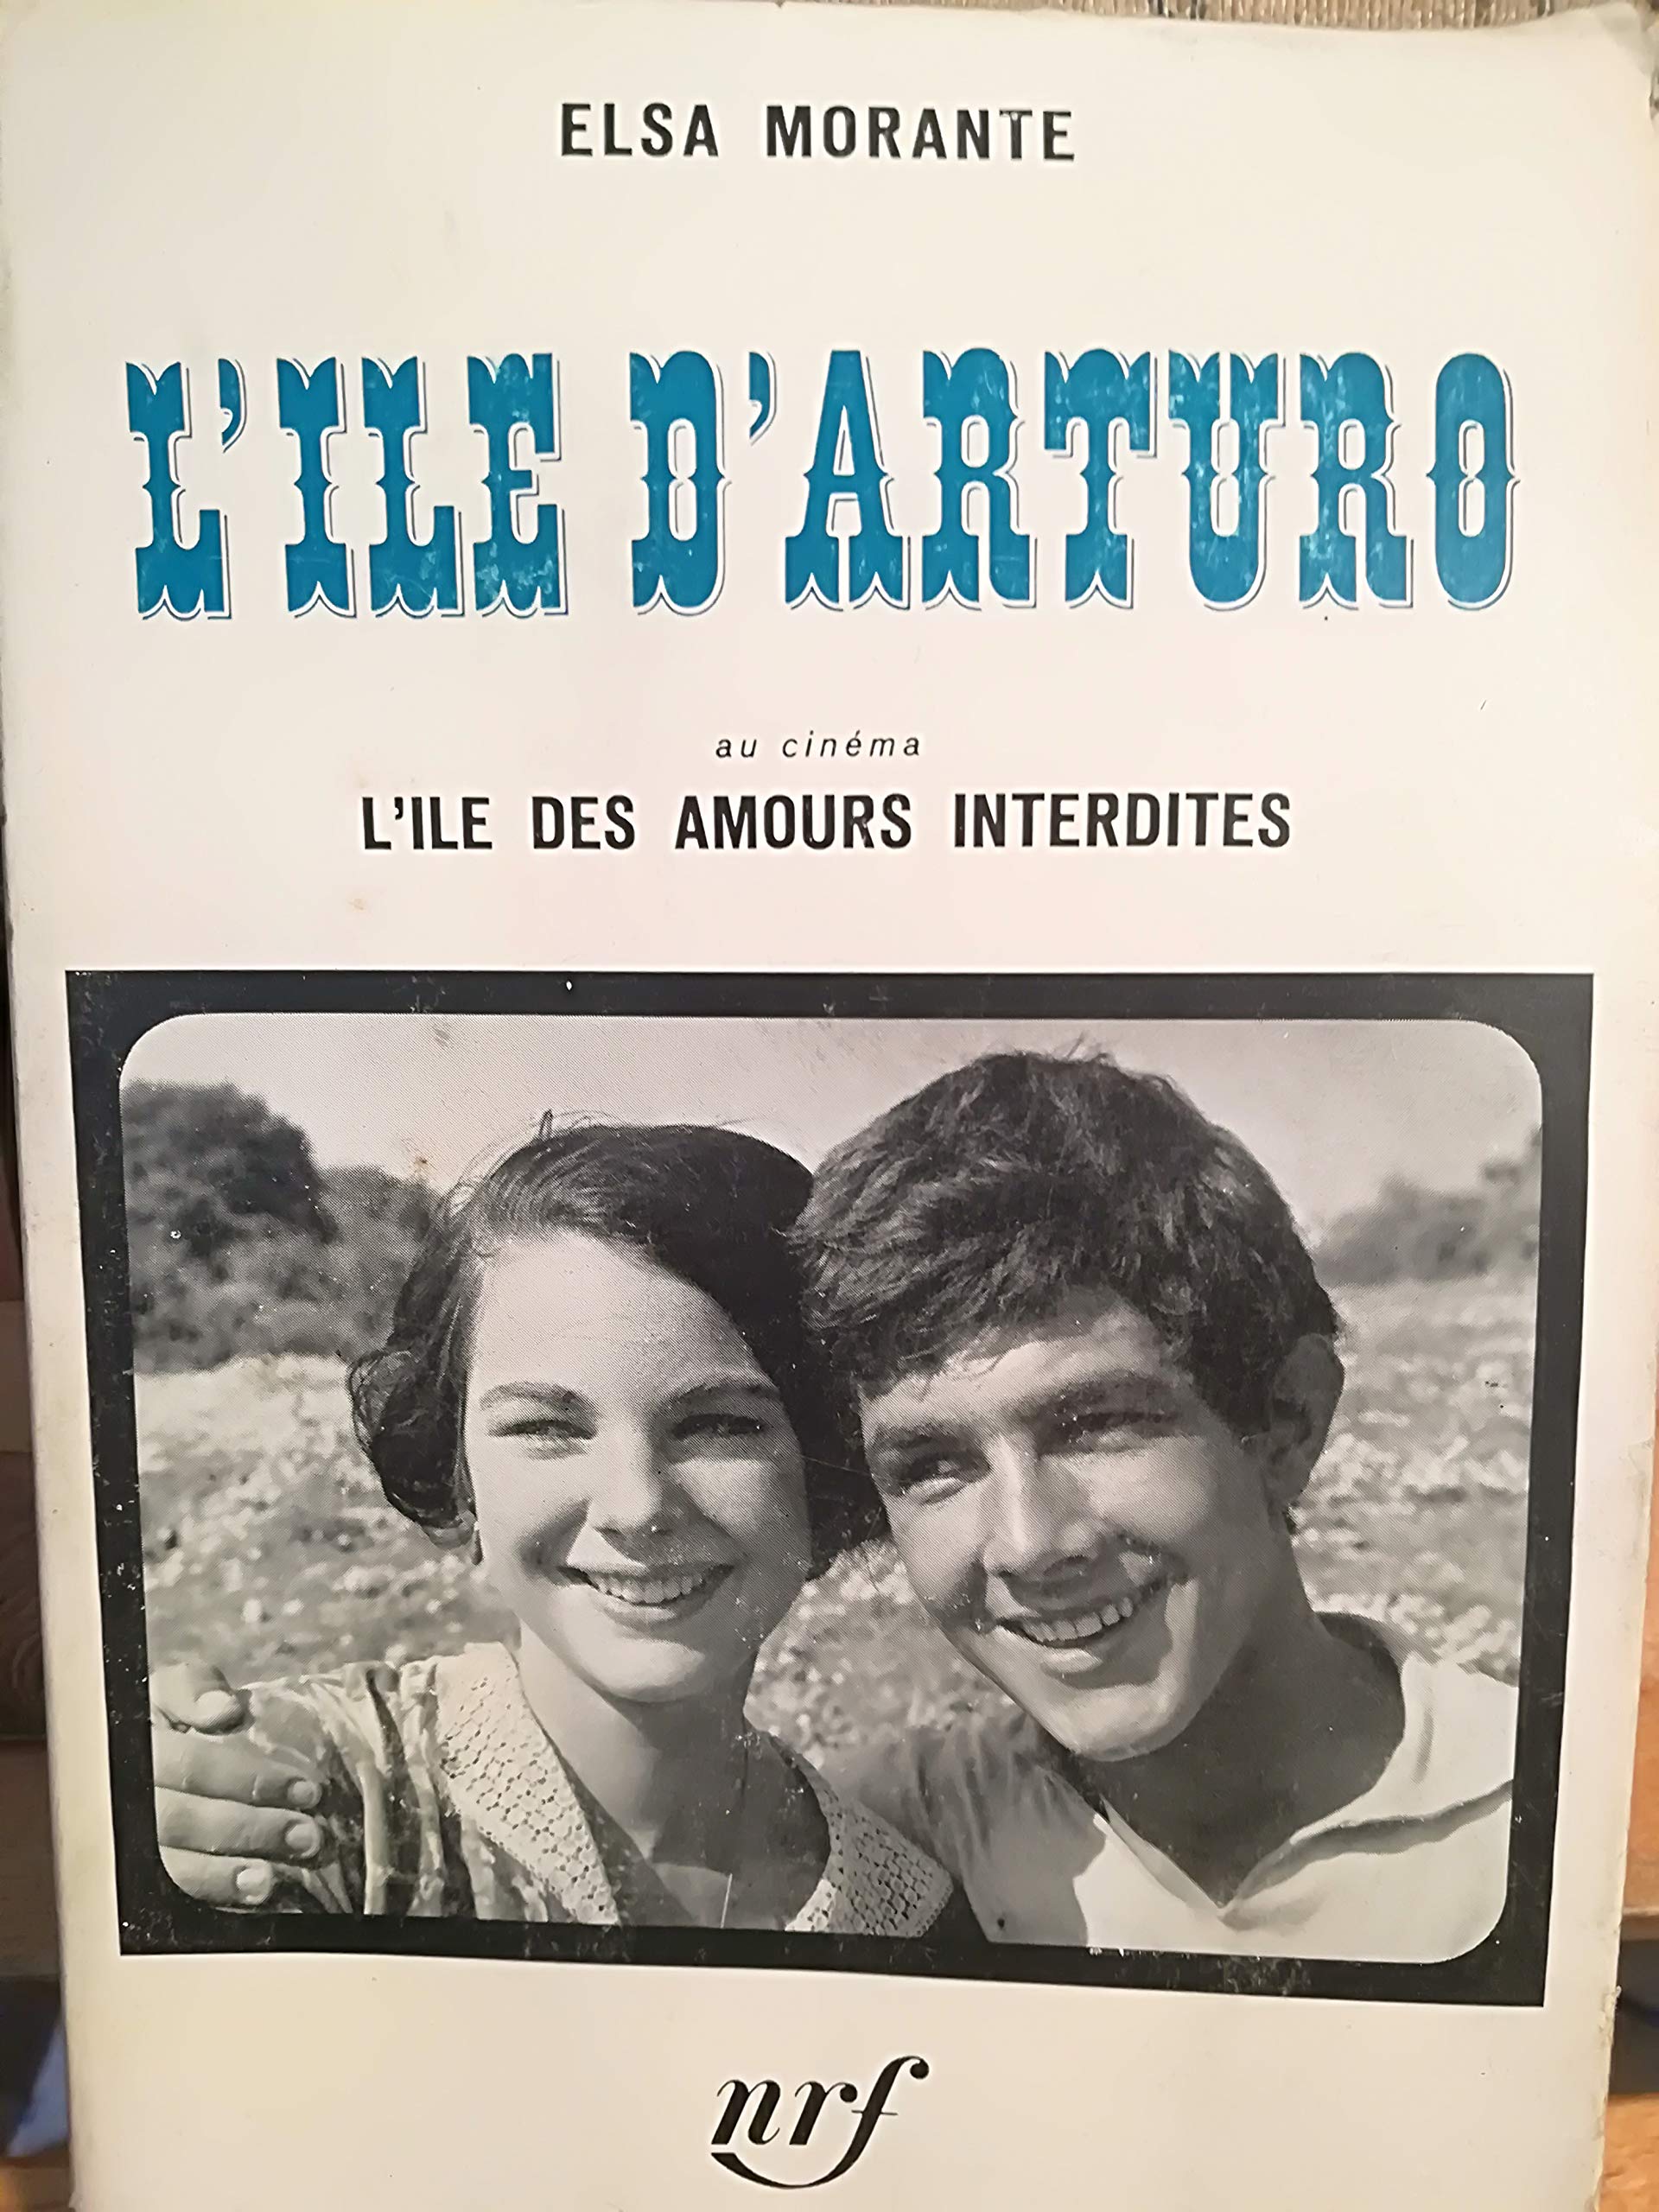 ELSA MORANTE
L'ILE D'ARTURO
au cinéma
L'ILE DES AMOURS INTERDITES
nrf